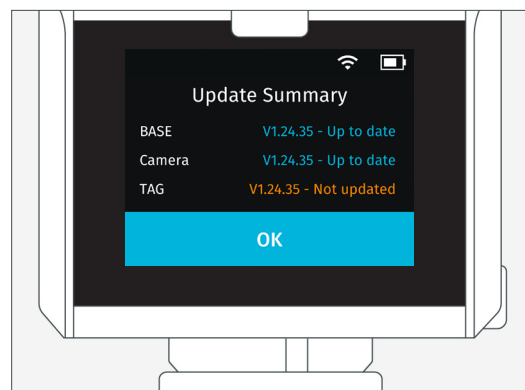 Update Summary
BASE V1.24.35 - Up to date
Camera V1.24.35 - Up to date
TAG V1.24.35 - Not updated
OK